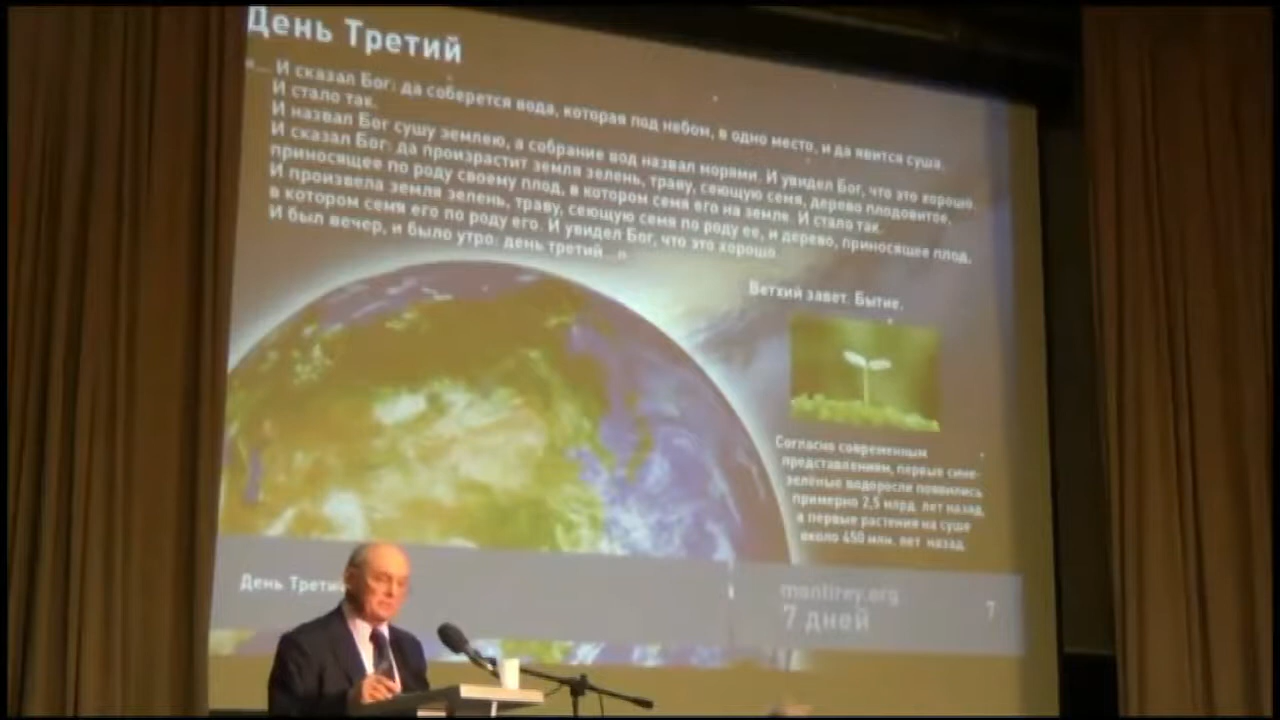 День Третий
«... И сказал Бог: да соберется вода, которая под небом, в одно место, и да явится суша.
И стало так.
И назвал Бог сушу землею, а собрание вод назвал морями. И увидел Бог, что это хорошо.
И сказал Бог: да произрастит земля зелень, траву, сеющую семя, дерево плодовитое,
приносящее по роду своему плод, в котором семя его на земле. И стало так.
И произвела земля зелень, траву, сеющую семя по роду ее, и дерево, приносящее плод,
в котором семя его по роду его. И увидел Бог, что это хорошо.
И был вечер, и было утро: день третий...»
Ветхий завет. Бытие.
Согласно современным
представлениям, первые сине-
зелёные водоросли появились
примерно 2,5 млрд. лет назад,
а первые растения на суше
около 450 млн. лет назад.
День Трети
montirey.org
7 дней
7